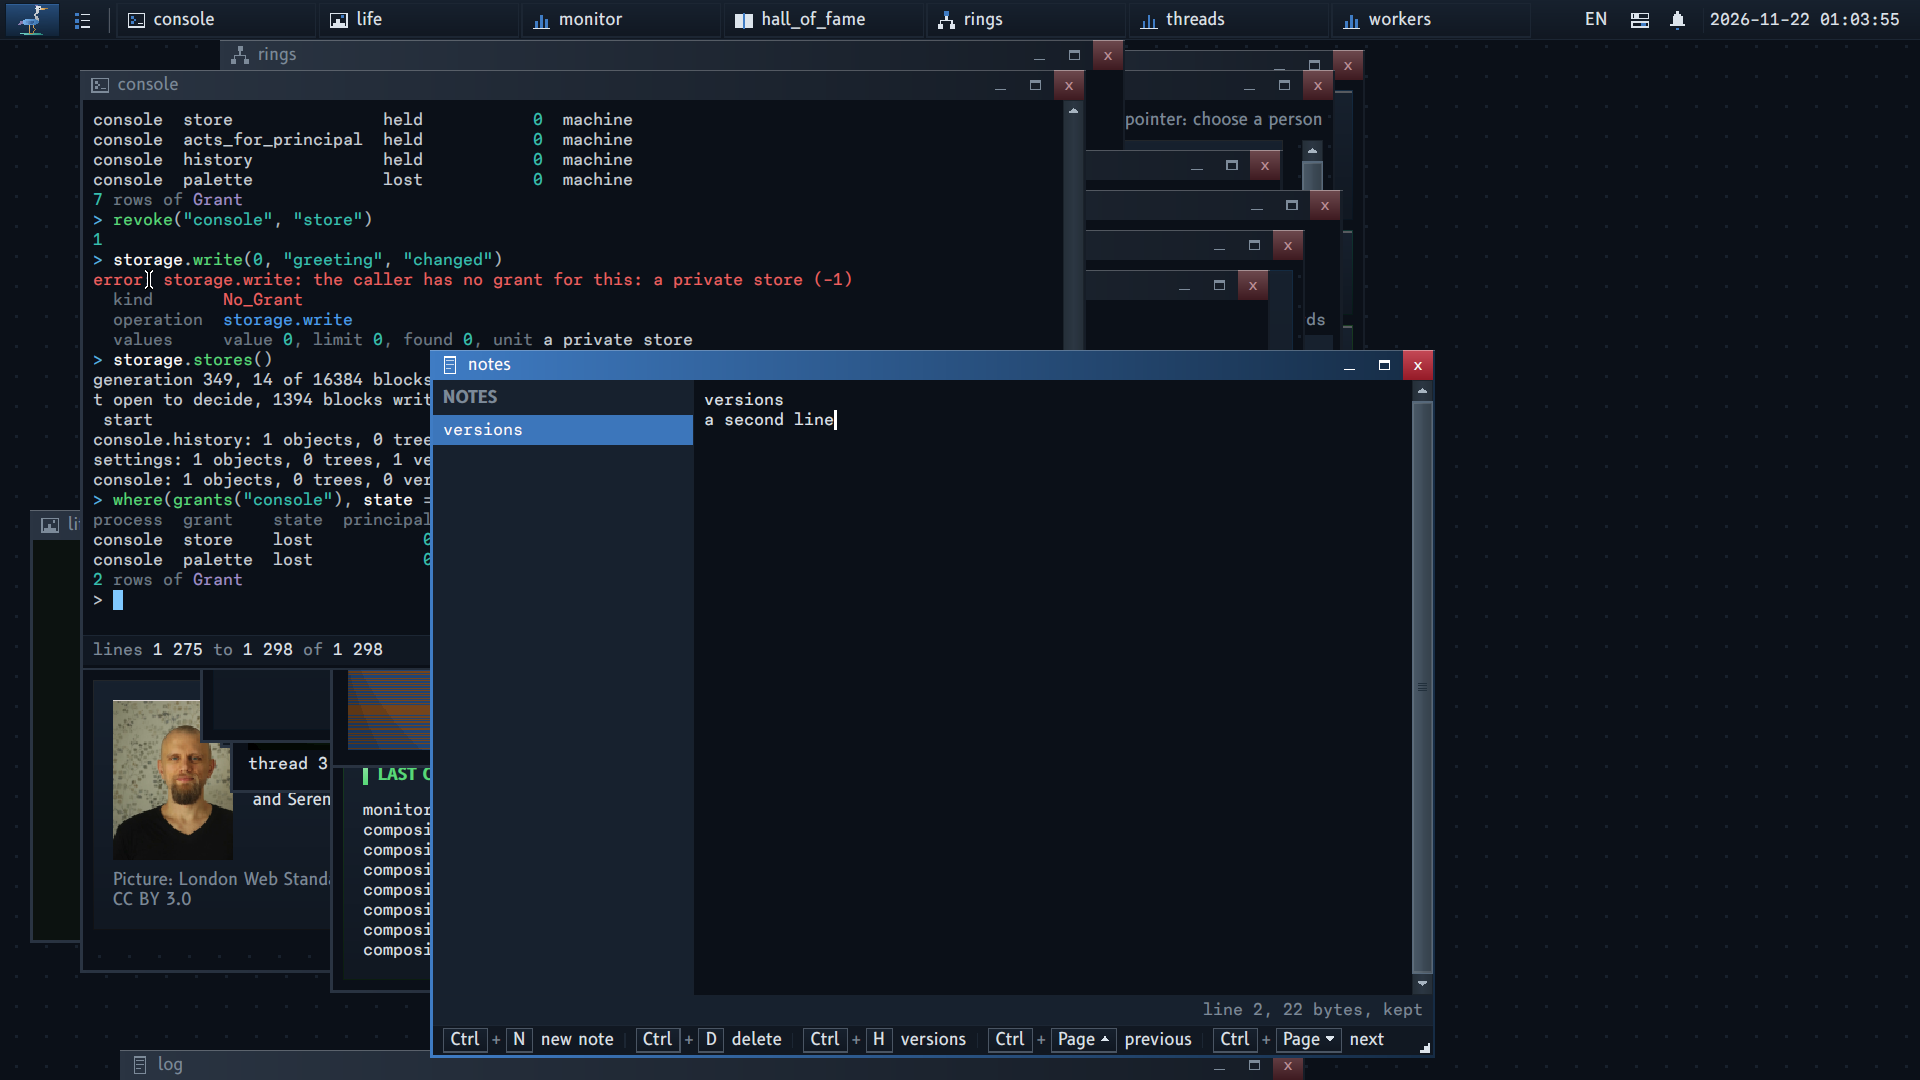 console
life
monitor
hall_of_fame
rings
threads
workers
EN
2026-11-22 01:03:55
rings
console
console store held 0 machine
console acts_for_principal held 0 machine
console history held 0 machine
console palette lost 0 machine
7 rows of Grant
> revoke("console", "store")
1
> storage.write(0, "greeting", "changed")
error: storage.write: the caller has no grant for this: a private store (-1)
kind No_Grant
operation storage.write
values value 0, limit 0, found 0, unit a private store
> storage.stores()
generation 349, 14 of 16384 blocks
t open to decide, 1394 blocks writ
start
console.history: 1 objects, 0 tree
settings: 1 objects, 0 trees, 1 ve
console: 1 objects, 0 trees, 0 ver
> where(grants("console"), state =
process grant state principal
console store lost 0
console palette lost 0
2 rows of Grant
>
lines 1 275 to 1 298 of 1 298
pointer: choose a person
ds
li
notes
NOTES
versions
versions
a second line
line 2, 22 bytes, kept
Ctrl + N new note Ctrl + D delete Ctrl + H versions Ctrl + Page previous Ctrl + Page next
thread 3
and Seren
Picture: London Web Standa
CC BY 3.0
LAST C
monitor
composi
composi
composi
composi
composi
composi
composi
log